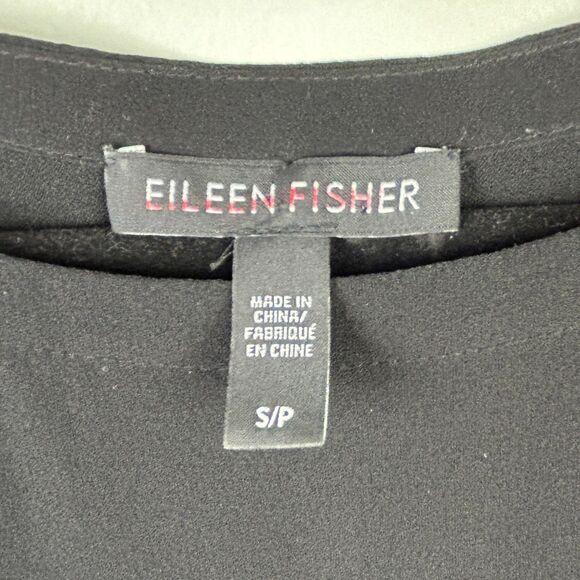 EILEEN FISHER
MADE IN
CHINA/
FABRIQUÉ
EN CHINE
S/P